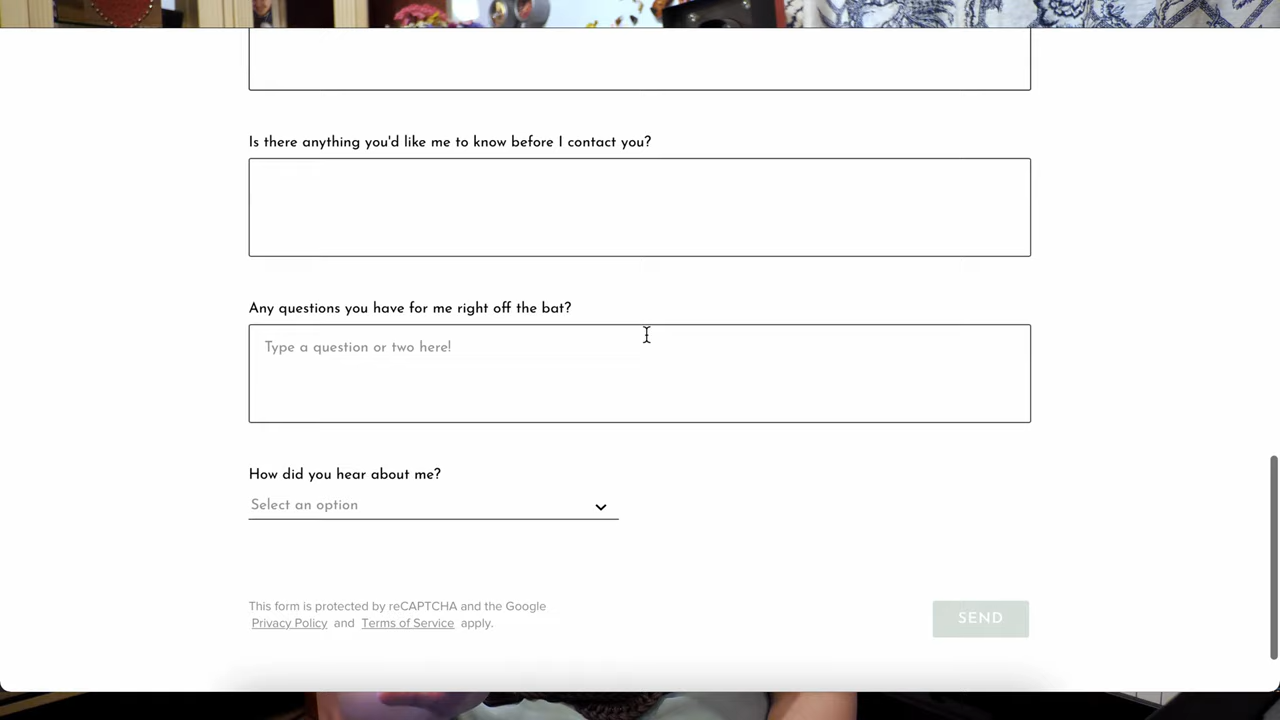 Is there anything you'd like me to know before I contact you?
Any questions you have for me right off the bat?
Type a question or two here!
How did you hear about me?
Select an option
This form is protected by reCAPTCHA and the Google
Privacy Policy and Terms of Service apply.
SEND